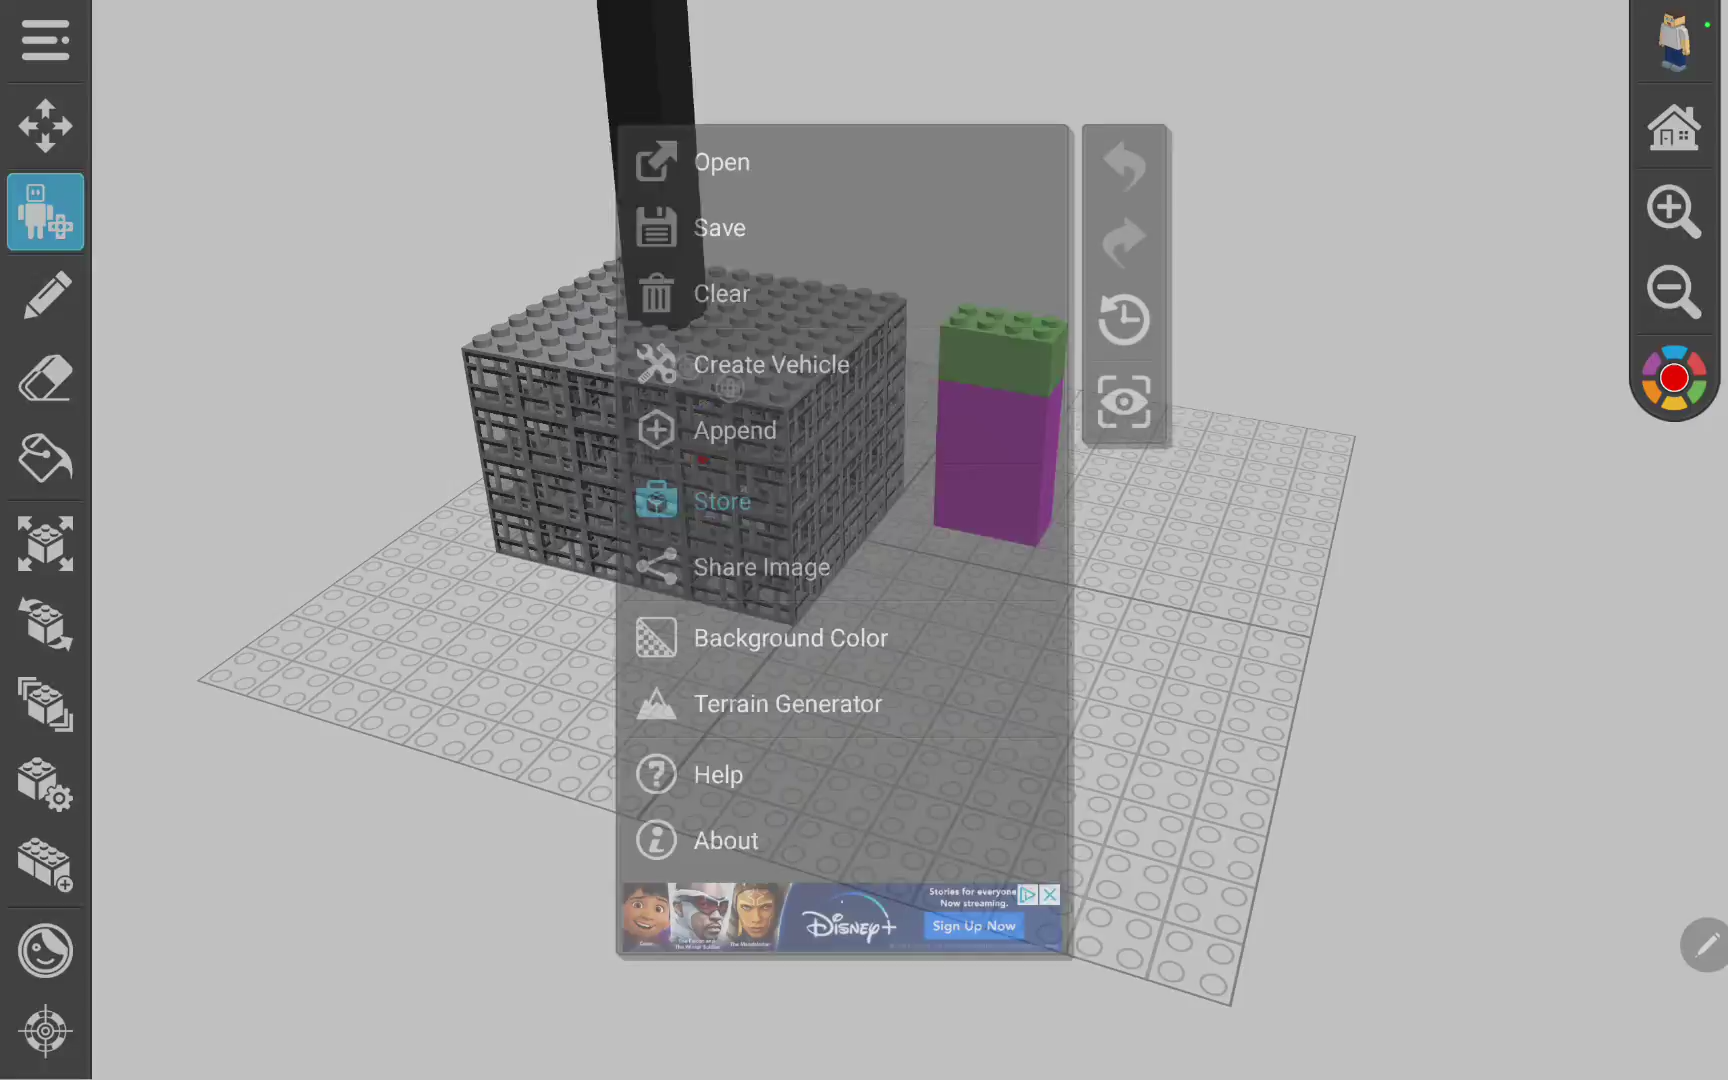 Open
Save
Clear
Create Vehicle
Append
Store
Share Image
Background Color
Terrain Generator
Help
About
Stories for everyone
Now streaming.
Disney+
Sign Up Now